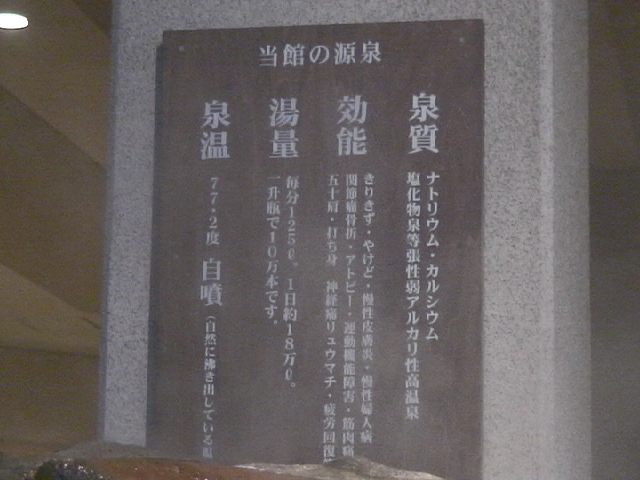 当館の源泉
泉質
ナトリウム・カルシウム
塩化物泉等張性弱アルカリ性高温泉
効能
きりきず・やけど・慢性皮膚炎・慢性婦人病
関節痛骨折・アトピー・運動機能障害・筋肉痛
五十肩・打ち身 神経痛リュウマチ・疲労回復
湯量
毎分125ℓ。1日約18万ℓ。
一升瓶で10万本です。
泉温
77・2度 自噴(自然に沸き出している